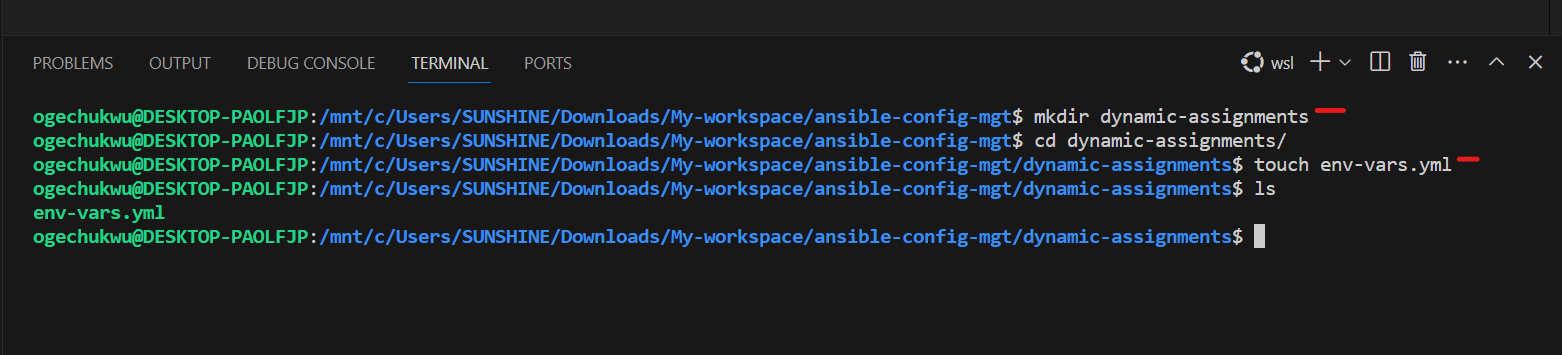 PROBLEMS OUTPUT DEBUG CONSOLE TERMINAL PORTS wsl
ogechukwu@DESKTOP-PAOLFJP:/mnt/c/Users/SUNSHINE/Downloads/My-workspace/ansible-config-mgt$ mkdir dynamic-assignments
ogechukwu@DESKTOP-PAOLFJP:/mnt/c/Users/SUNSHINE/Downloads/My-workspace/ansible-config-mgt$ cd dynamic-assignments/
ogechukwu@DESKTOP-PAOLFJP:/mnt/c/Users/SUNSHINE/Downloads/My-workspace/ansible-config-mgt/dynamic-assignments$ touch env-vars.yml
ogechukwu@DESKTOP-PAOLFJP:/mnt/c/Users/SUNSHINE/Downloads/My-workspace/ansible-config-mgt/dynamic-assignments$ ls
env-vars.yml
ogechukwu@DESKTOP-PAOLFJP:/mnt/c/Users/SUNSHINE/Downloads/My-workspace/ansible-config-mgt/dynamic-assignments$